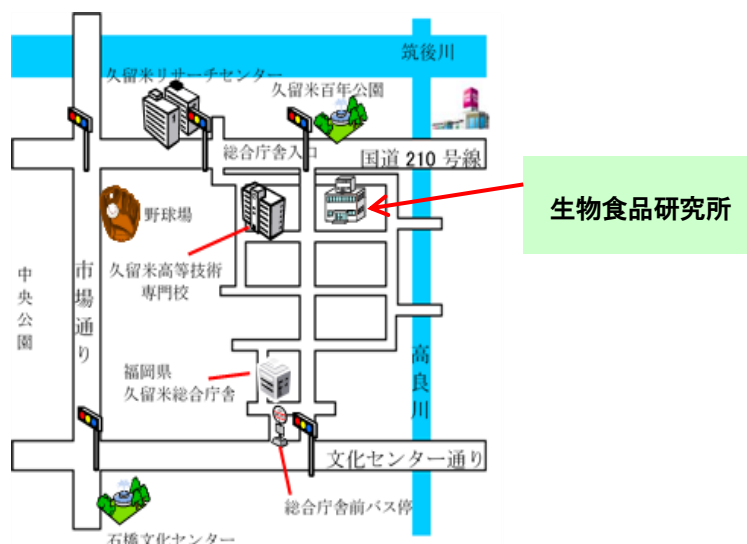 筑後川
久留米リサーチセンター
久留米百年公園
総合庁舎入口
国道 210 号線
生物食品研究所
野球場
久留米高等技術
専門校
中央公園
市場通り
福岡県
久留米総合庁舎
高良川
文化センター通り
総合庁舎前バス停
石橋文化センター